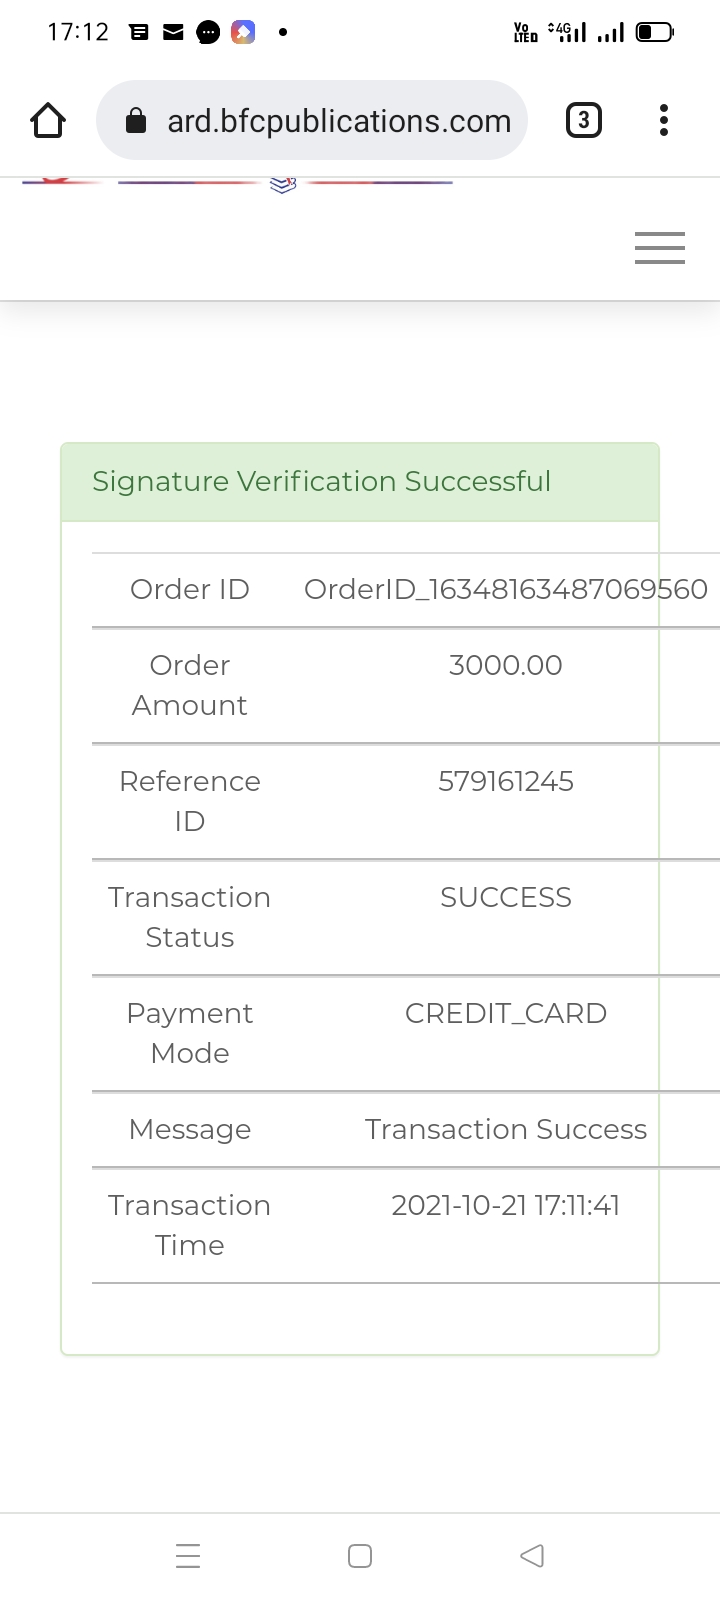 17:12
Vo LTED 4G
ard.bfcpublications.com
3
Signature Verification Successful
Order ID OrderID_16348163487069560
Order Amount 3000.00
Reference ID 579161245
Transaction Status SUCCESS
Payment Mode CREDIT_CARD
Message Transaction Success
Transaction Time 2021-10-21 17:11:41